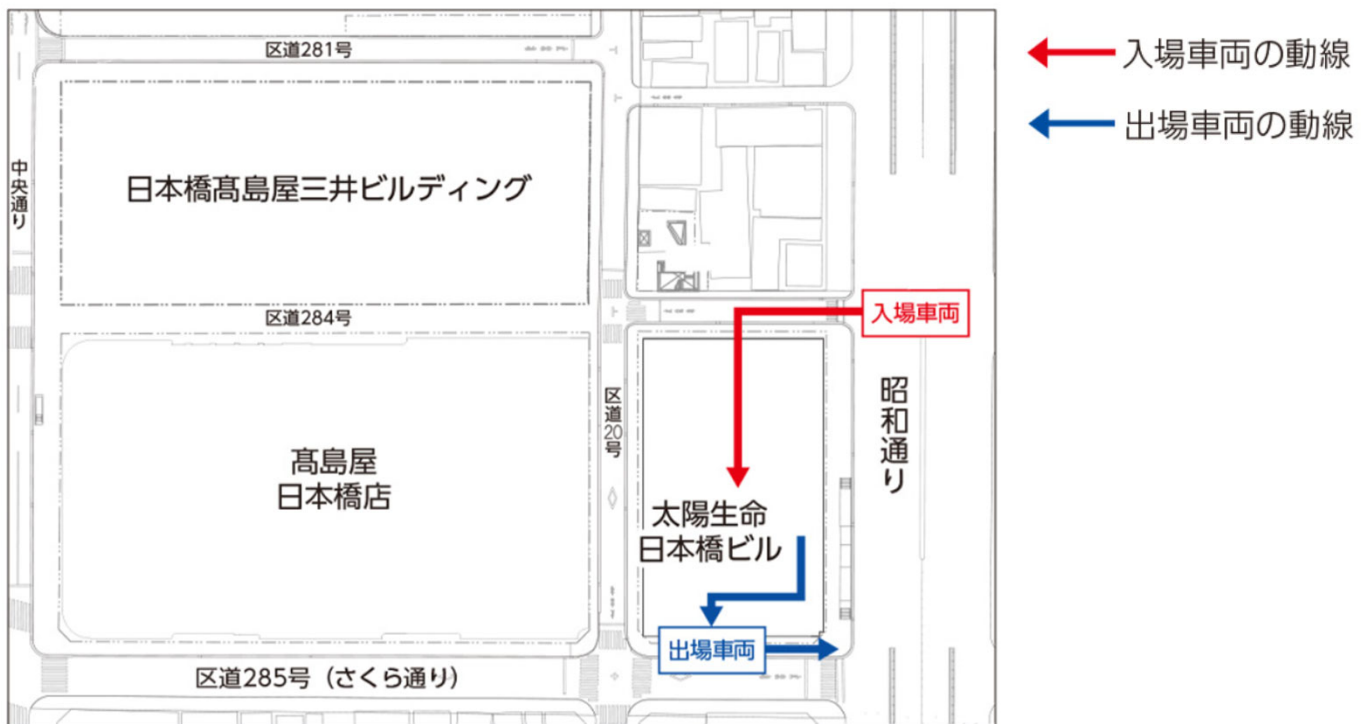 区道281号
入場車両の動線
出場車両の動線
中央通り
日本橋髙島屋三井ビルディング
入場車両
区道284号
区道20号
昭和通り
髙島屋
日本橋店
太陽生命
日本橋ビル
出場車両
区道285号（さくら通り）